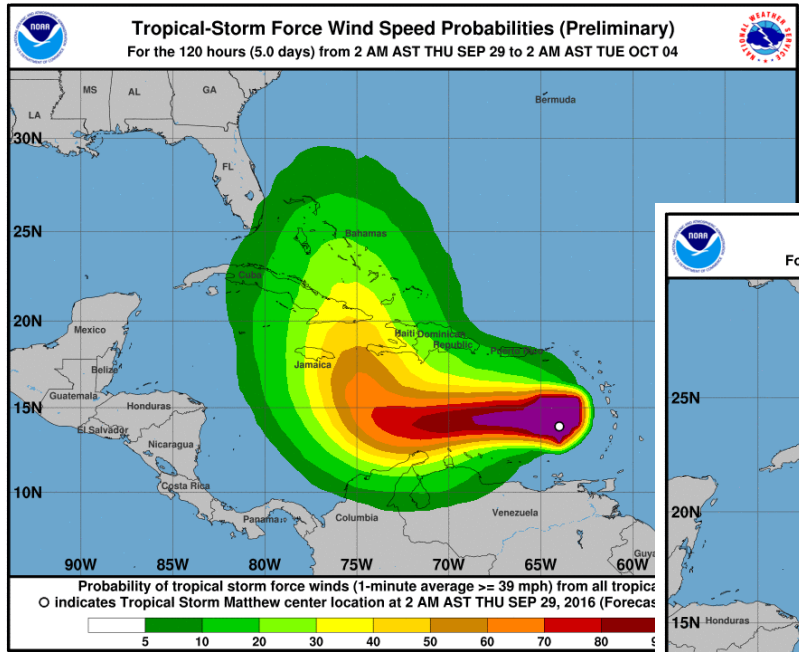 NOAA
Tropical-Storm Force Wind Speed Probabilities (Preliminary)
For the 120 hours (5.0 days) from 2 AM AST THU SEP 29 to 2 AM AST TUE OCT 04
NATIONAL WEATHER SERVICE
MS
AL
GA
LA
Bermuda
30N
FL
25N
Bahamas
Cuba
20N
Mexico
Haiti
Dominican
Republic
Puerto Rico
Belize
Jamaica
Guatemala
Honduras
15N
El Salvador
Nicaragua
Costa Rica
10N
Panama
Columbia
Venezuela
90W
85W
80W
75W
70W
65W
60W
Guya
Probability of tropical storm force winds (1-minute average >= 39 mph) from all tropica
indicates Tropical Storm Matthew center location at 2 AM AST THU SEP 29, 2016 (Forecas
5
10
20
30
40
50
60
70
80
9
NOAA
Fo
25N
20N
Honduras
15N